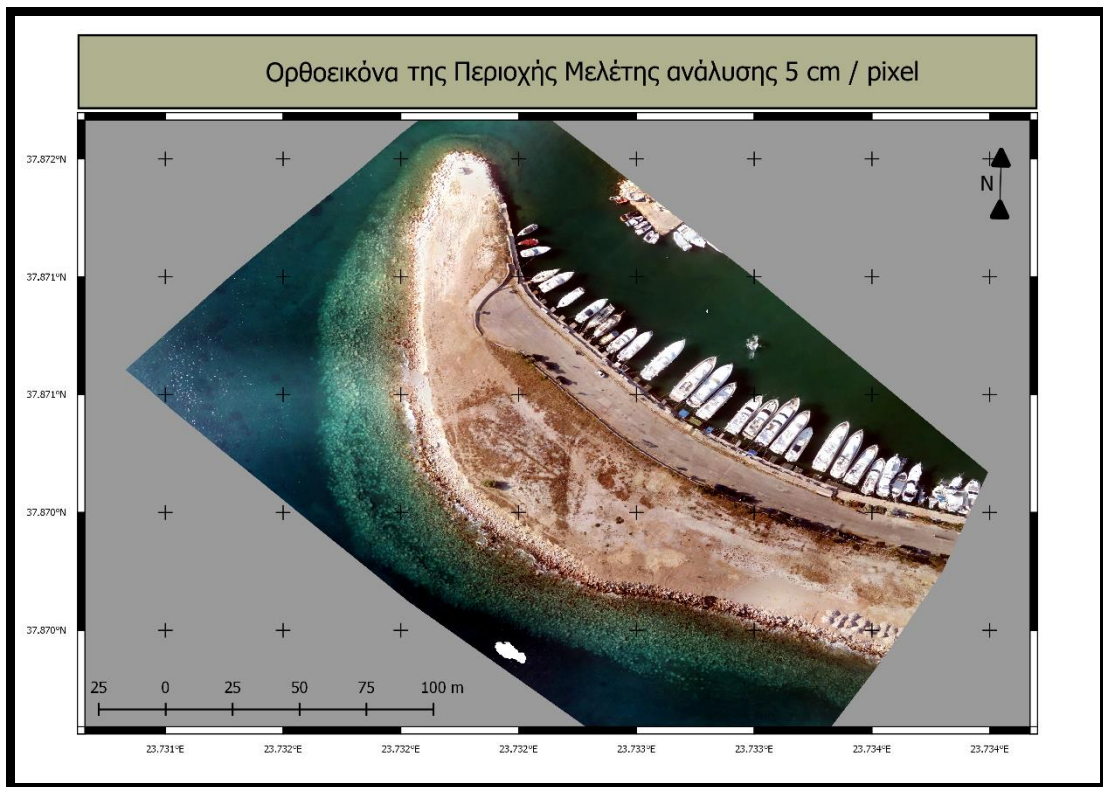 Ορθοεικόνα της Περιοχής Μελέτης ανάλυσης 5 cm / pixel
37.872°N
N
37.871°N
37.871°N
37.870°N
37.870°N
25 0 25 50 75 100 m
23.731°E 23.732°E 23.732°E 23.732°E 23.733°E 23.733°E 23.734°E 23.734°E